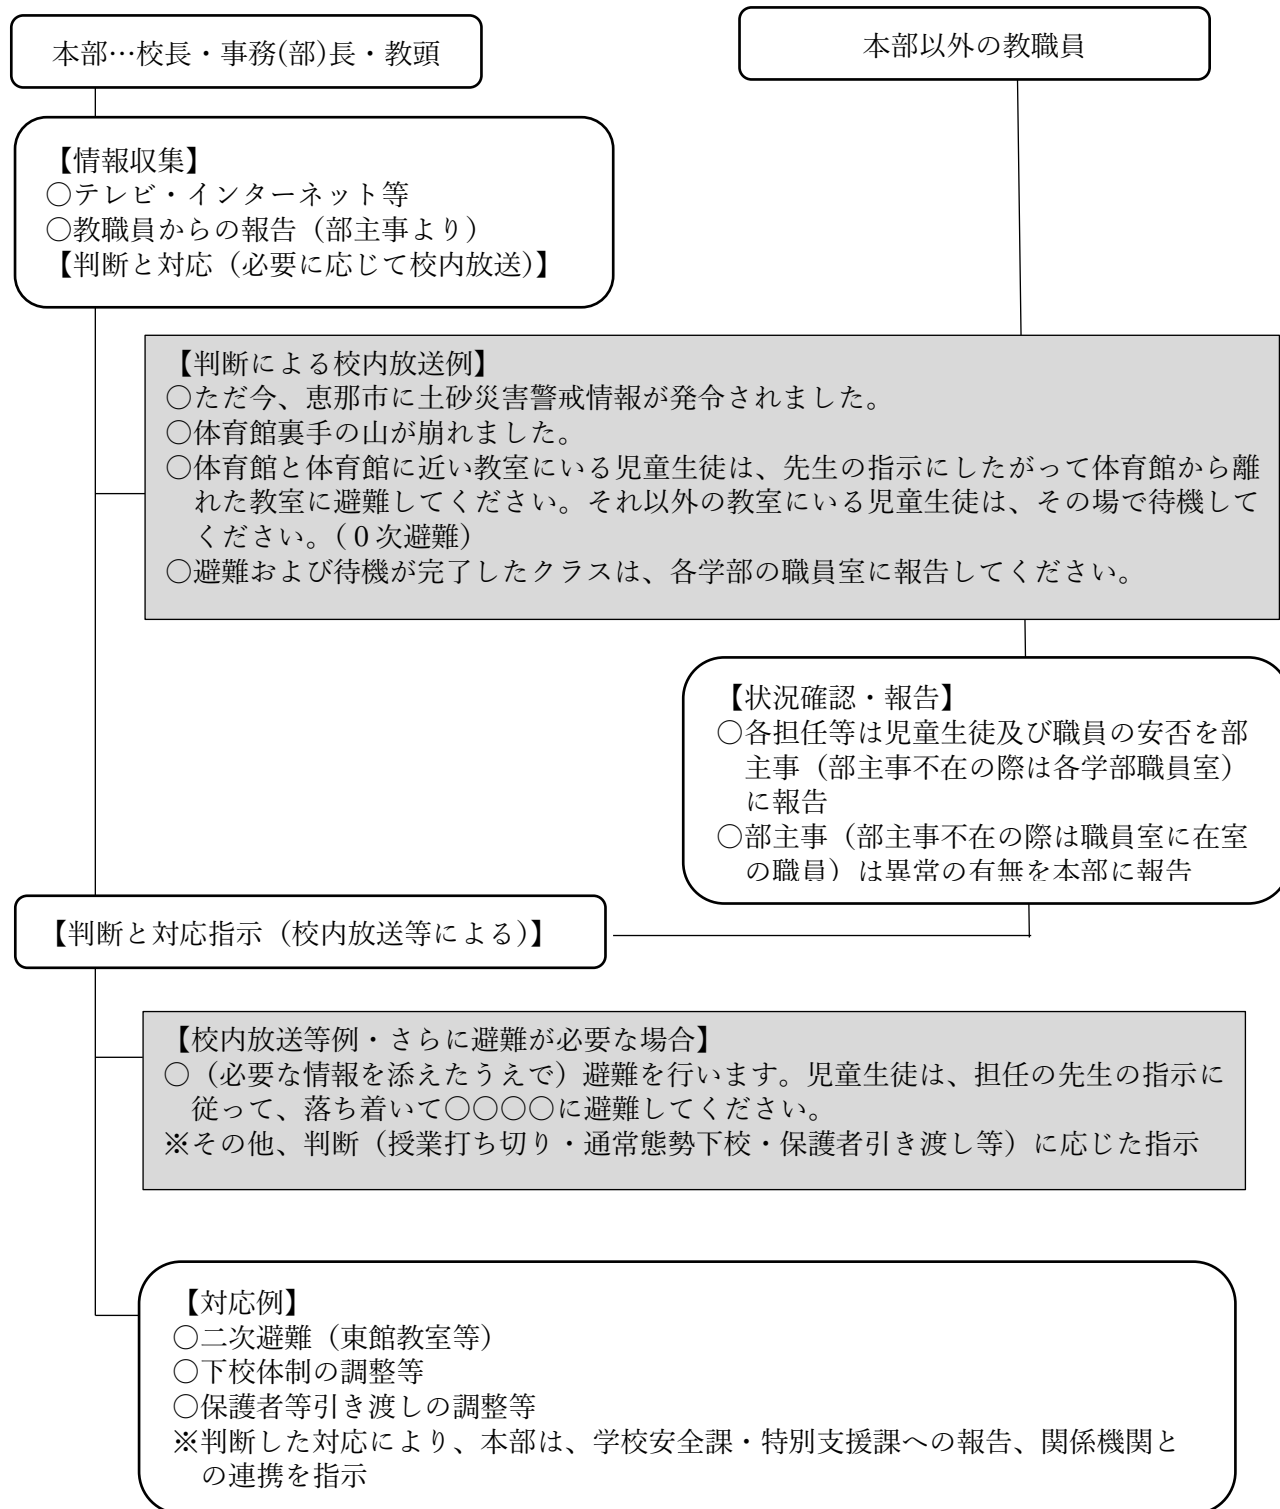 本部…校長・事務(部)長・教頭
本部以外の教職員
【情報収集】
○テレビ・インターネット等
○教職員からの報告（部主事より）
【判断と対応（必要に応じて校内放送)】
【判断による校内放送例】
○ただ今、恵那市に土砂災害警戒情報が発令されました。
○体育館裏手の山が崩れました。
○体育館と体育館に近い教室にいる児童生徒は、先生の指示にしたがって体育館から離
れた教室に避難してください。それ以外の教室にいる児童生徒は、その場で待機して
ください。(０次避難）
○避難および待機が完了したクラスは、各学部の職員室に報告してください。
【状況確認・報告】
○各担任等は児童生徒及び職員の安否を部
主事（部主事不在の際は各学部職員室）
に報告
○部主事（部主事不在の際は職員室に在室
の職員）は異常の有無を本部に報告
【判断と対応指示（校内放送等による)】
【校内放送等例・さらに避難が必要な場合】
○（必要な情報を添えたうえで）避難を行います。児童生徒は、担任の先生の指示に
従って、落ち着いて○○○○に避難してください。
※その他、判断（授業打ち切り・通常態勢下校・保護者引き渡し等）に応じた指示
【対応例】
○二次避難（東館教室等）
○下校体制の調整等
○保護者等引き渡しの調整等
※判断した対応により、本部は、学校安全課・特別支援課への報告、関係機関と
の連携を指示